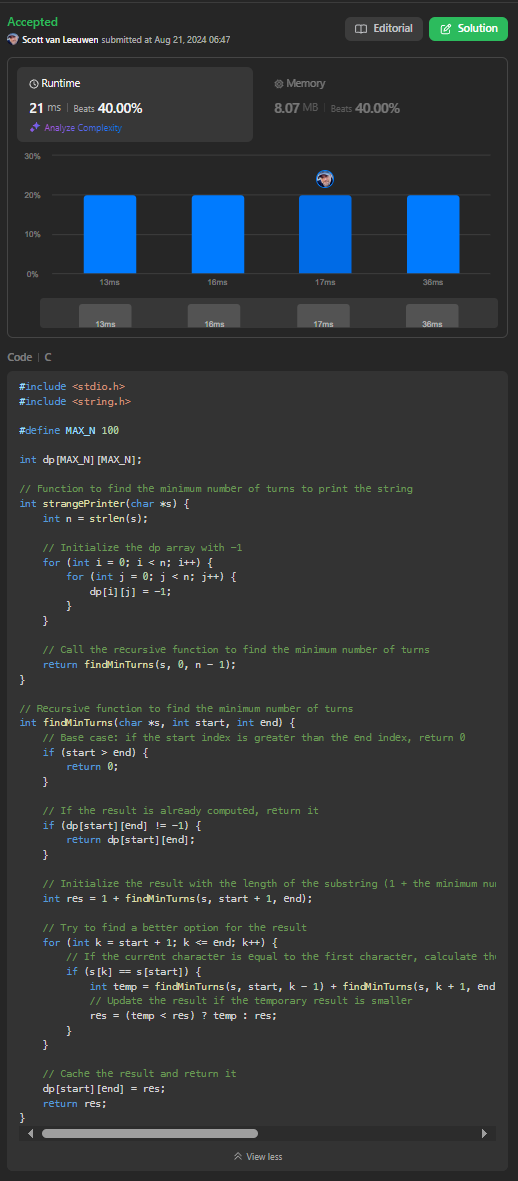 Accepted
Scott van Leeuwen submitted at Aug 21, 2024 06:47
Editorial
Solution
Runtime
21 ms | Beats 40.00%
Analyze Complexity
Memory
8.07 MB | Beats 40.00%
30%
20%
10%
0%
13ms 16ms 17ms 36ms
13ms 16ms 17ms 36ms
Code | C
#include <stdio.h>
#include <string.h>
#define MAX_N 100
int dp[MAX_N][MAX_N];
// Function to find the minimum number of turns to print the string
int strangePrinter(char *s) {
    int n = strlen(s);
    // Initialize the dp array with -1
    for (int i = 0; i < n; i++) {
        for (int j = 0; j < n; j++) {
            dp[i][j] = -1;
        }
    }
    // Call the recursive function to find the minimum number of turns
    return findMinTurns(s, 0, n - 1);
}
// Recursive function to find the minimum number of turns
int findMinTurns(char *s, int start, int end) {
    // Base case: if the start index is greater than the end index, return 0
    if (start > end) {
        return 0;
    }
    // If the result is already computed, return it
    if (dp[start][end] != -1) {
        return dp[start][end];
    }
    // Initialize the result with the length of the substring (1 + the minimum
    int res = 1 + findMinTurns(s, start + 1, end);
    // Try to find a better option for the result
    for (int k = start + 1; k <= end; k++) {
        // If the current character is equal to the first character, calculate
        if (s[k] == s[start]) {
            int temp = findMinTurns(s, start, k - 1) + findMinTurns(s, k + 1, end
            // Update the result if the temporary result is smaller
            res = (temp < res) ? temp : res;
        }
    }
    // Cache the result and return it
    dp[start][end] = res;
    return res;
}
View less